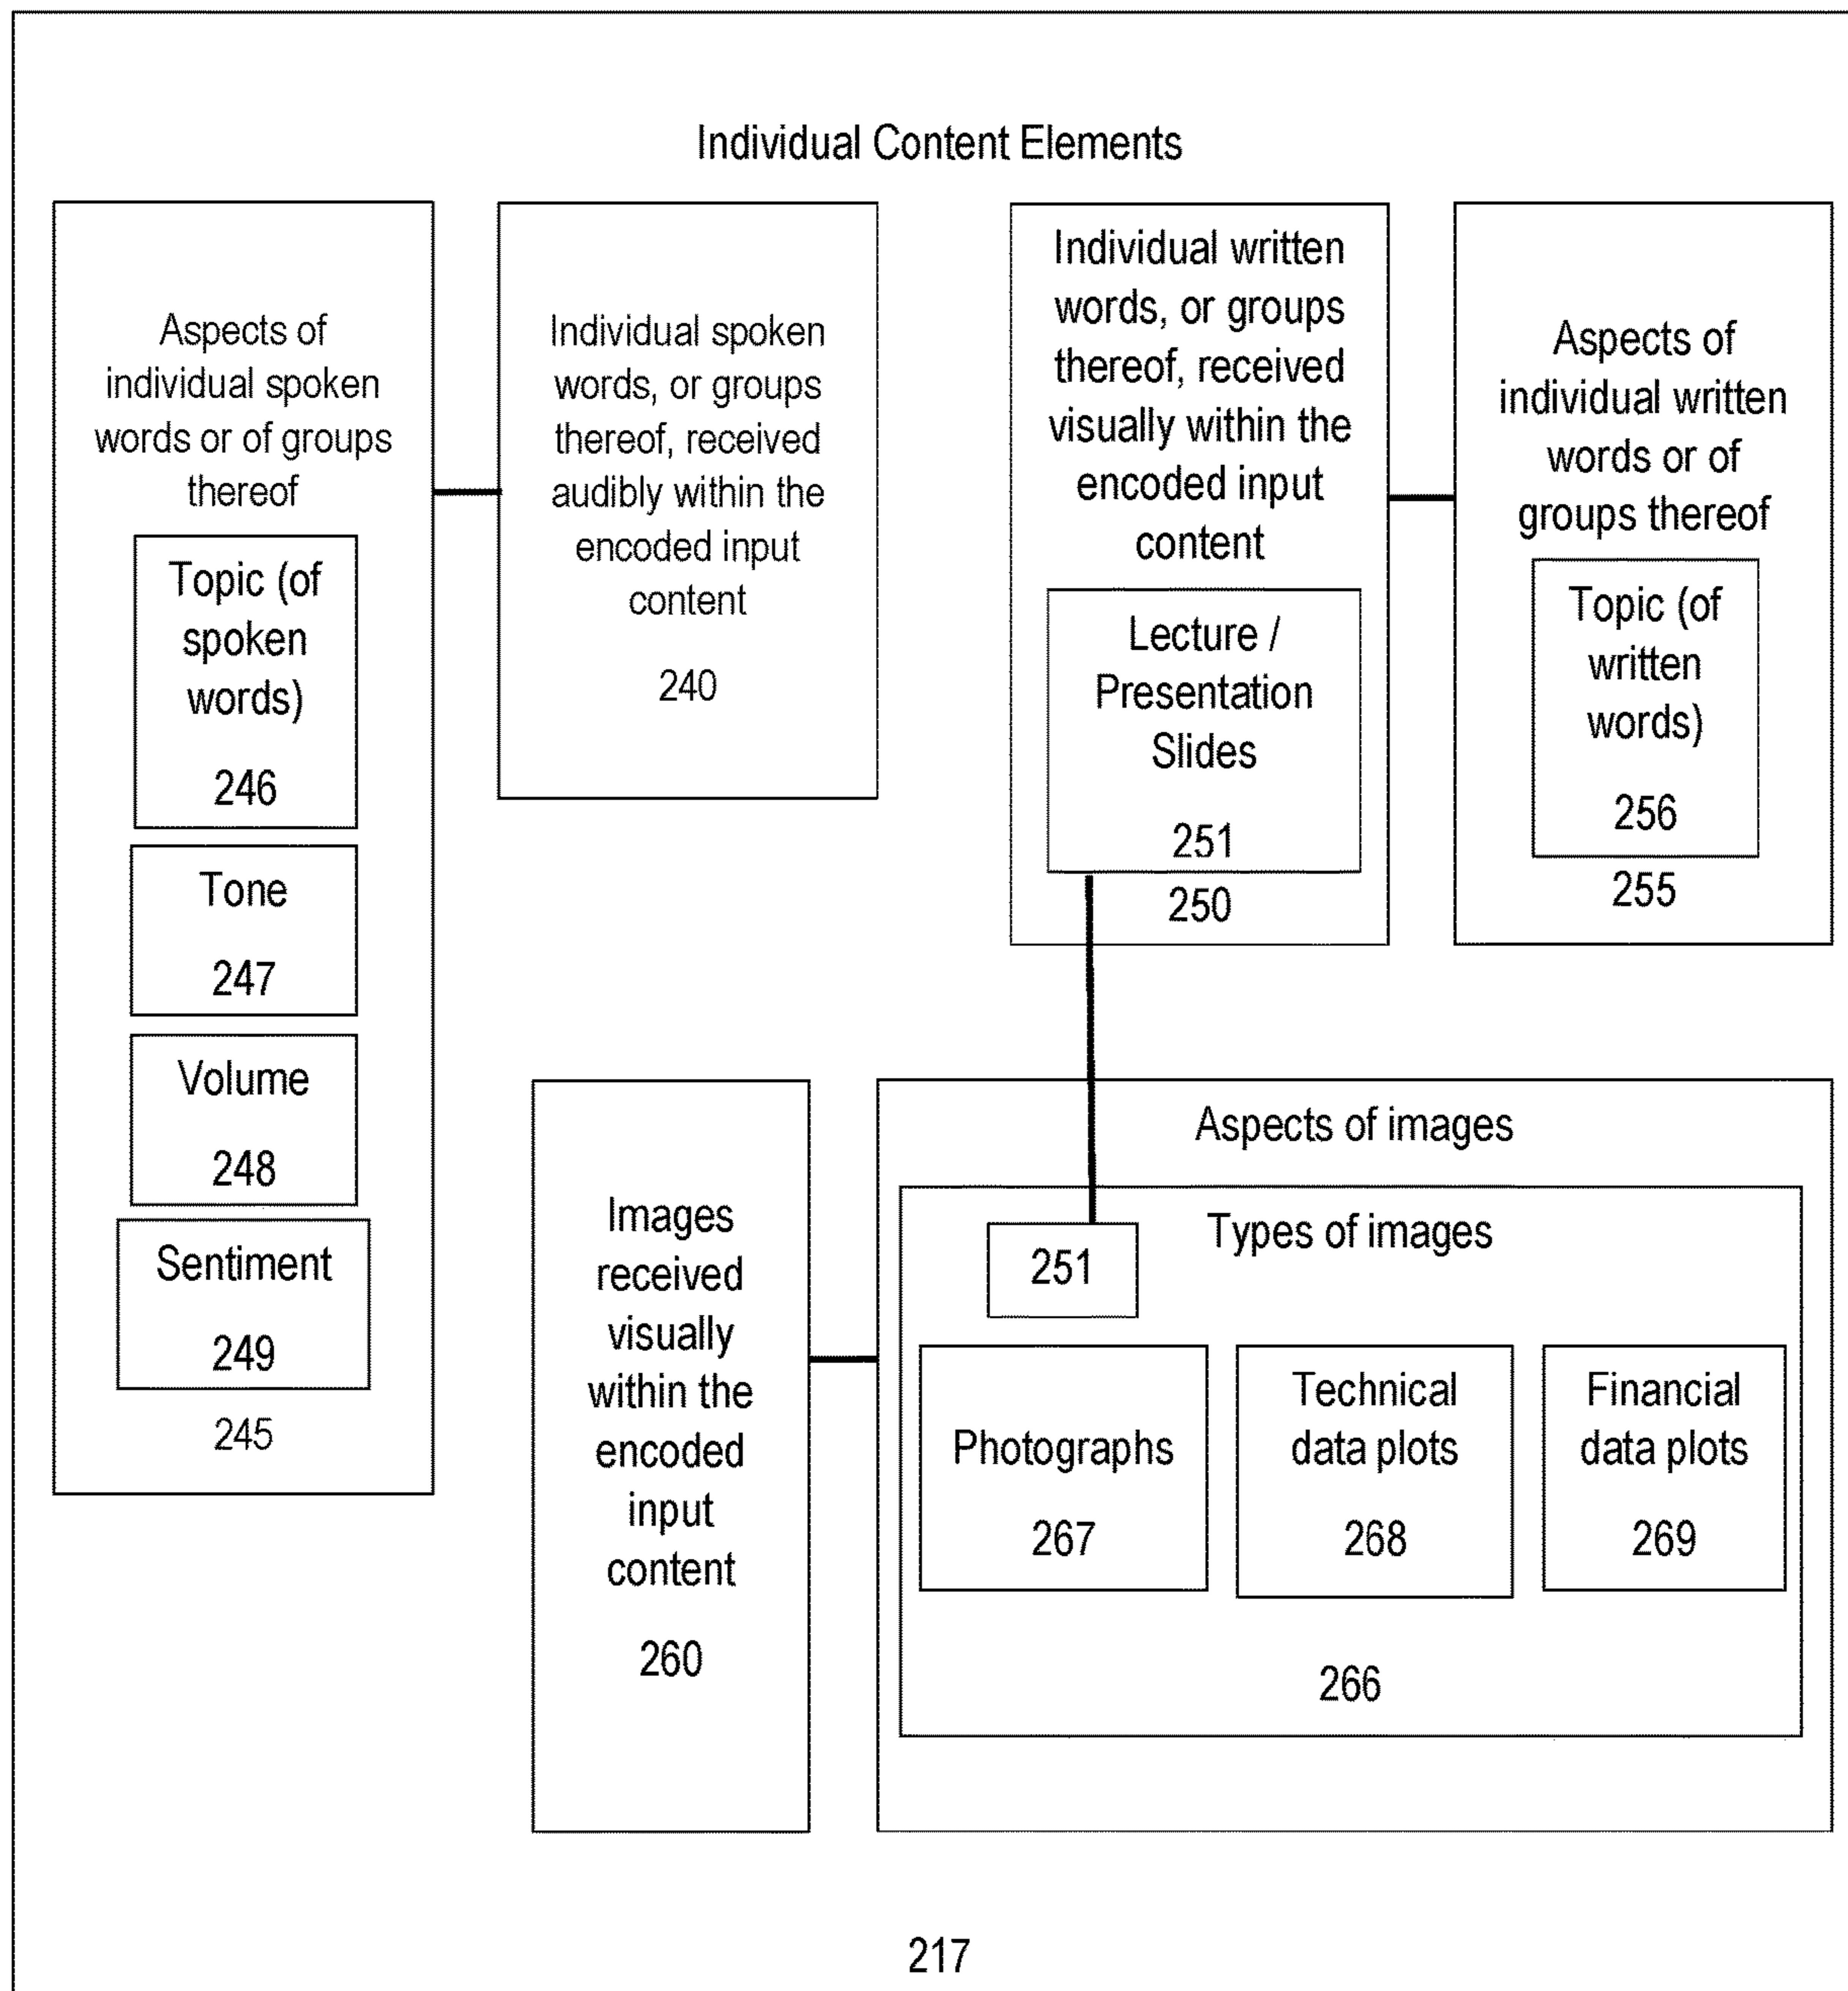 Individual Content Elements
Aspects of
individual spoken
words or of groups
thereof
Topic (of
spoken
words)
246
Tone
247
Volume
248
Sentiment
249
245
Individual spoken
words, or groups
thereof, received
audibly within the
encoded input
content
240
Individual written
words, or groups
thereof, received
visually within the
encoded input
content
Lecture /
Presentation
Slides
251
250
Aspects of
individual written
words or of
groups thereof
Topic (of
written
words)
256
255
Images
received
visually
within the
encoded
input
content
260
Aspects of images
Types of images
251
Photographs
267
Technical
data plots
268
Financial
data plots
269
266
217